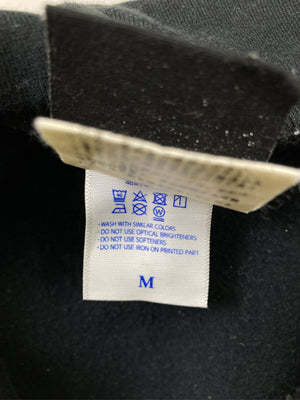 - WASH WITH SIMILAR COLORS
- DO NOT USE OPTICAL BRIGHTENERS
- DO NOT USE SOFTENERS
- DO NOT USE IRON ON PRINTED PART
M